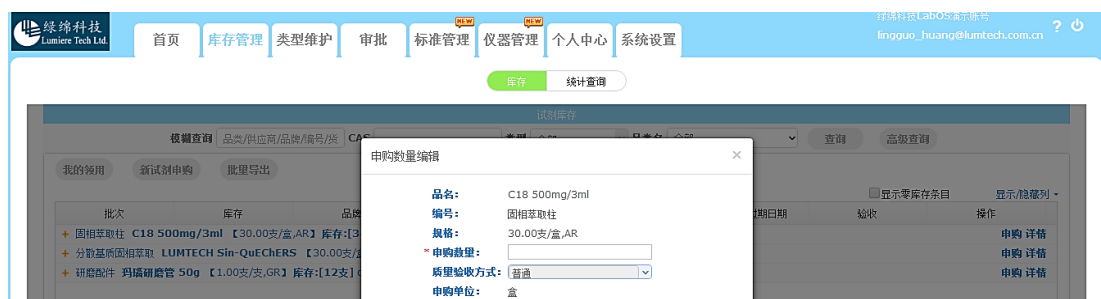 绿绵科技
Lumiere Tech Ltd.
首页
库存管理
类型维护
审批
NEW
标准管理
NEW
仪器管理
个人中心
系统设置
绿绵科技LabOS演示账号
lingguo_huang@lumtech.com.cn
?
库存
统计查询
试剂库存
模糊查询 品类/供应商/品牌/编号/货 CAS
查询
高级查询
我的领用
新试剂申购
批量导出
显示零库存条目
显示/隐藏列
批次
库存
品牌
过期日期
验收
操作
+ 固相萃取柱 C18 500mg/3ml 【30.00支/盒,AR】库存:[3
申购 详情
+ 分散基质固相萃取 LUMTECH Sin-QuEChERS 【30.00支/盒
申购 详情
+ 研磨配件 玛瑙研磨管 50g 【1.00支/支,GR】库存:[12支]
申购 详情
申购数量编辑
×
品名: C18 500mg/3ml
编号: 固相萃取柱
规格: 30.00支/盒,AR
* 申购数量:
质里验收方式: 普通
申购单位: 盒